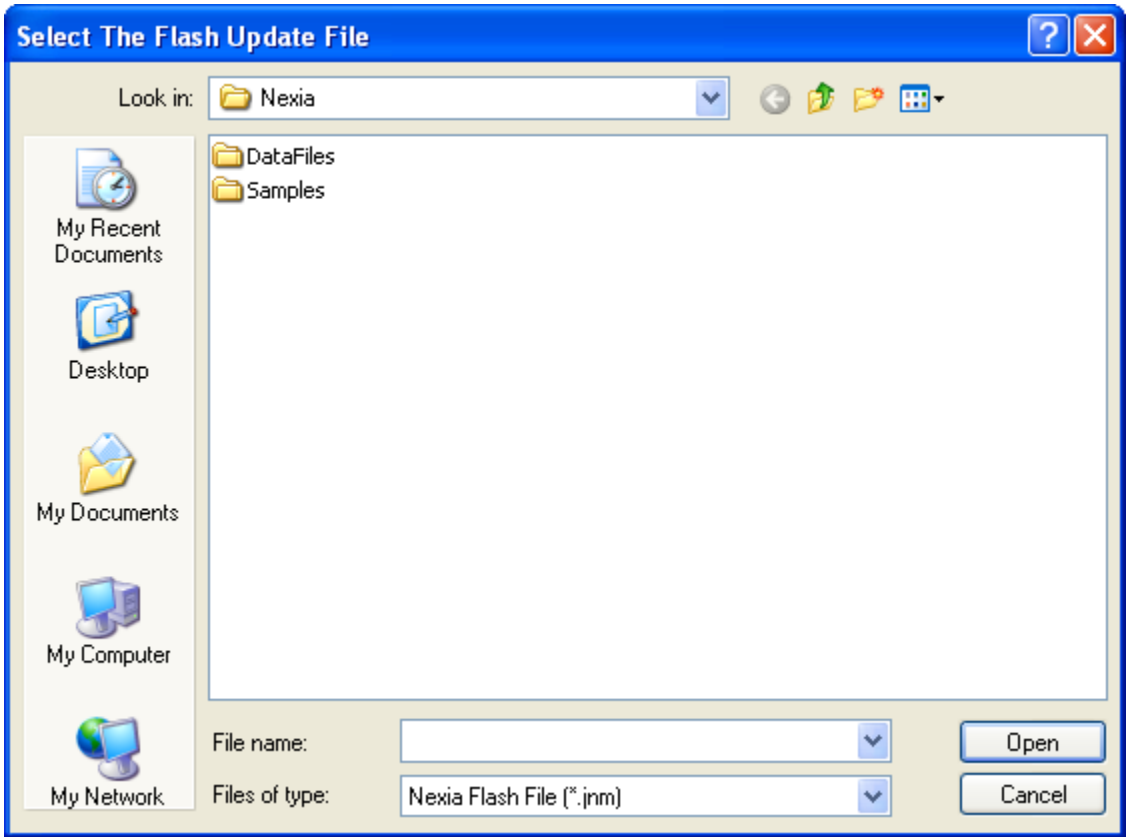 Select The Flash Update File
Look in: Nexia
DataFiles
Samples
My Recent
Documents
Desktop
My Documents
My Computer
My Network
File name:
Open
Files of type: Nexia Flash File (*.jnm)
Cancel